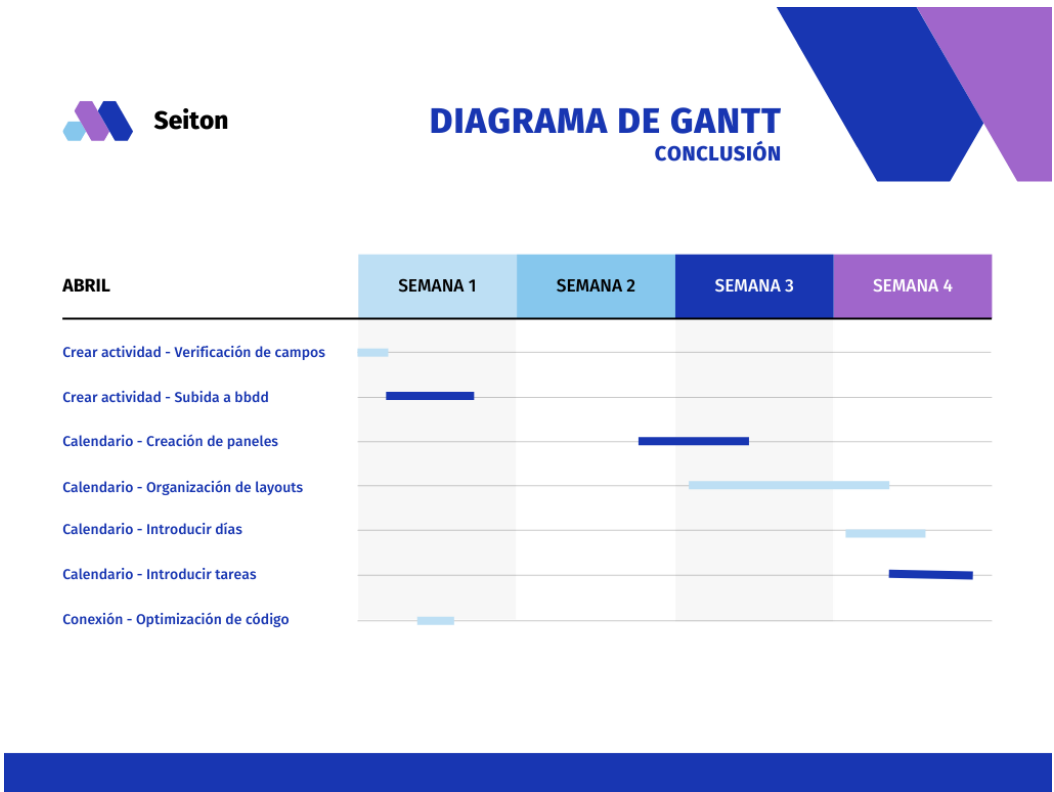 Seiton
DIAGRAMA DE GANTT
CONCLUSIÓN
ABRIL
SEMANA 1
SEMANA 2
SEMANA 3
SEMANA 4
Crear actividad - Verificación de campos
Crear actividad - Subida a bbdd
Calendario - Creación de paneles
Calendario - Organización de layouts
Calendario - Introducir días
Calendario - Introducir tareas
Conexión - Optimización de código